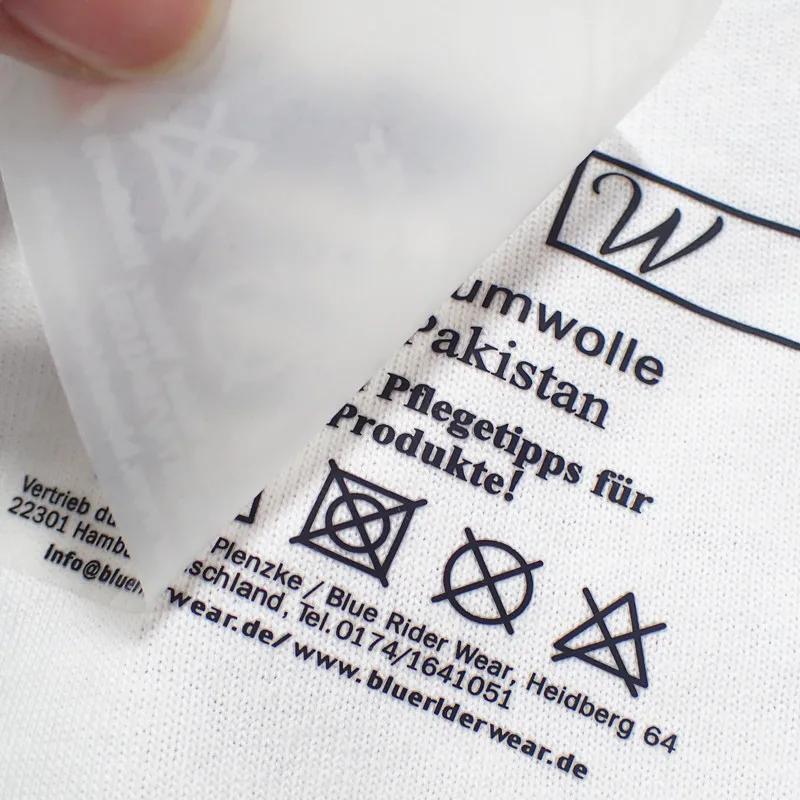 W
umwolle
Pakistan
Pflegetipps für
Produkte!
Vertrieb du Plenzke / Blue Rider Wear, Heidberg 64
22301 Hamb schland, Tel.0174/1641051
Info@bluer wear.de/ www.blueriderwear.de